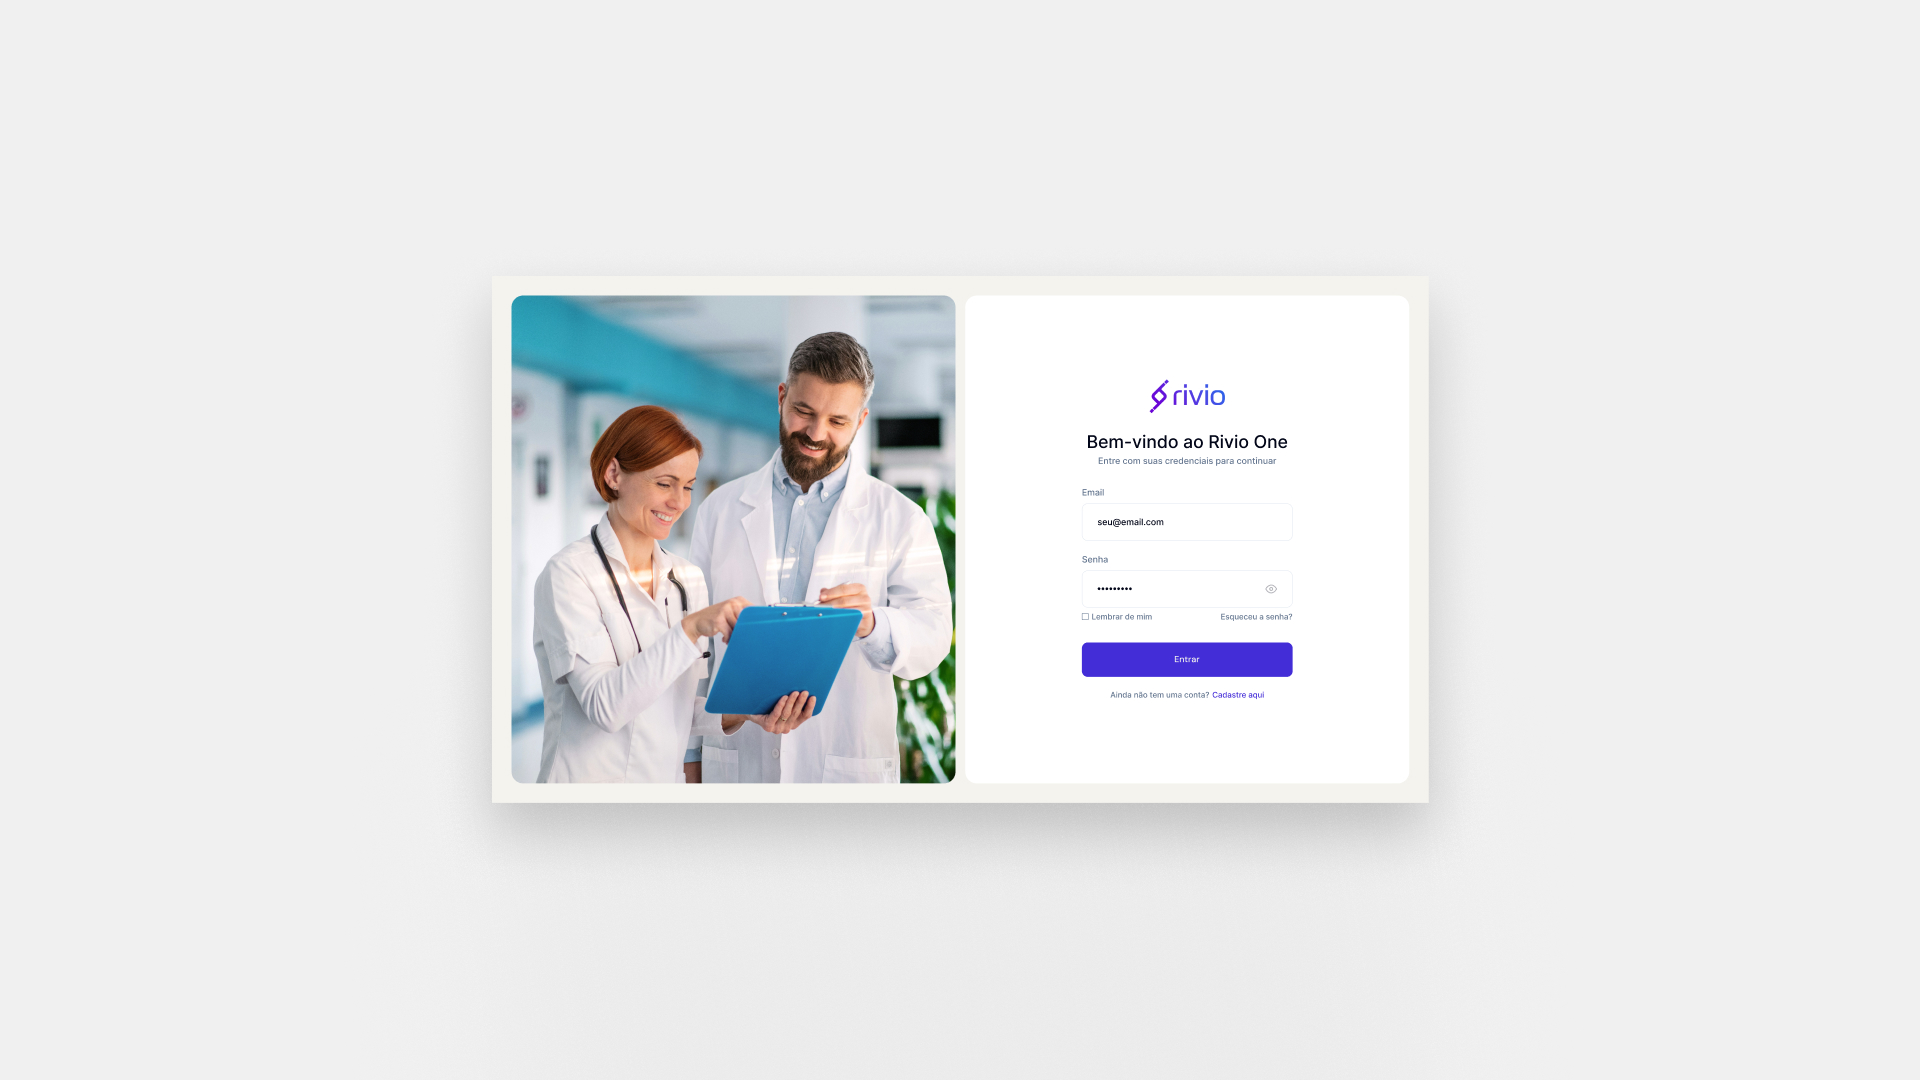 rivio
Bem-vindo ao Rivio One
Entre com suas credenciais para continuar
Email
seu@email.com
Senha
•••••••••
Lembrar de mim
Esqueceu a senha?
Entrar
Ainda não tem uma conta? Cadastre aqui